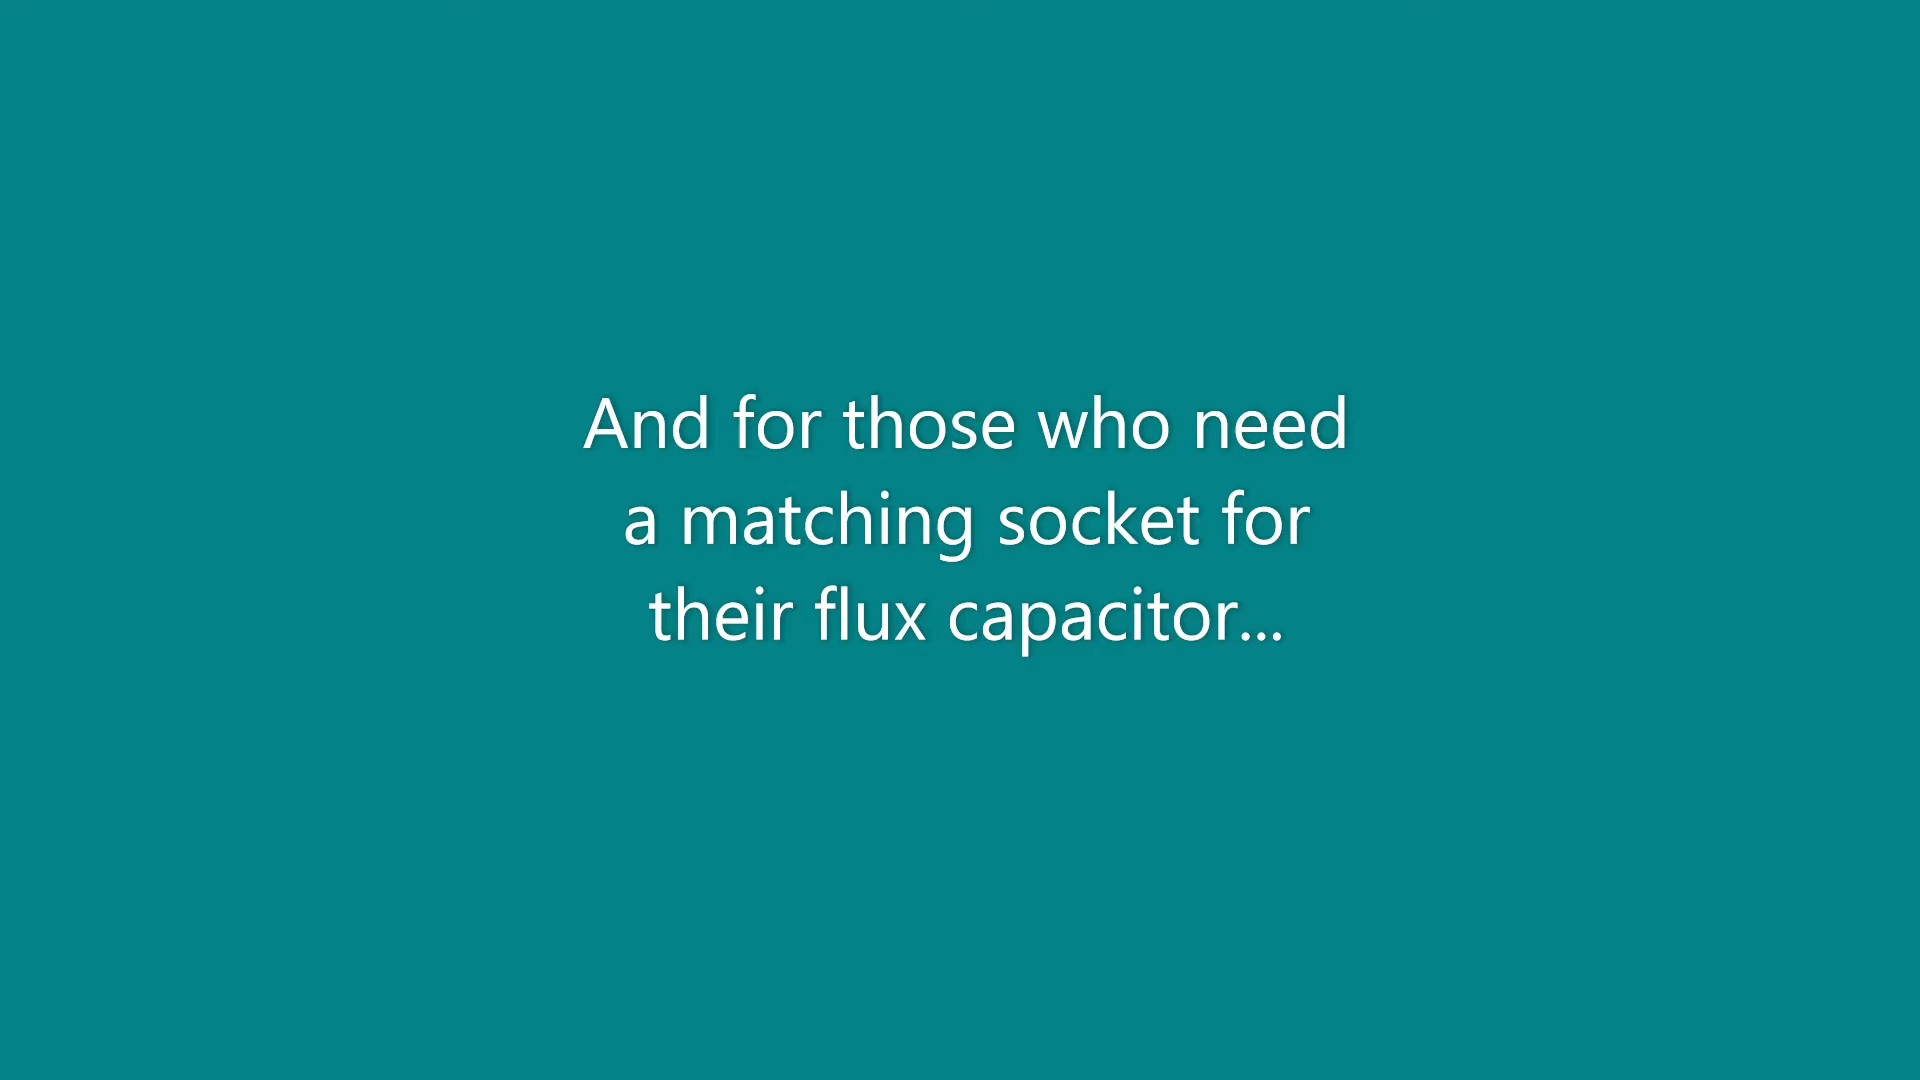 And for those who need
a matching socket for
their flux capacitor...